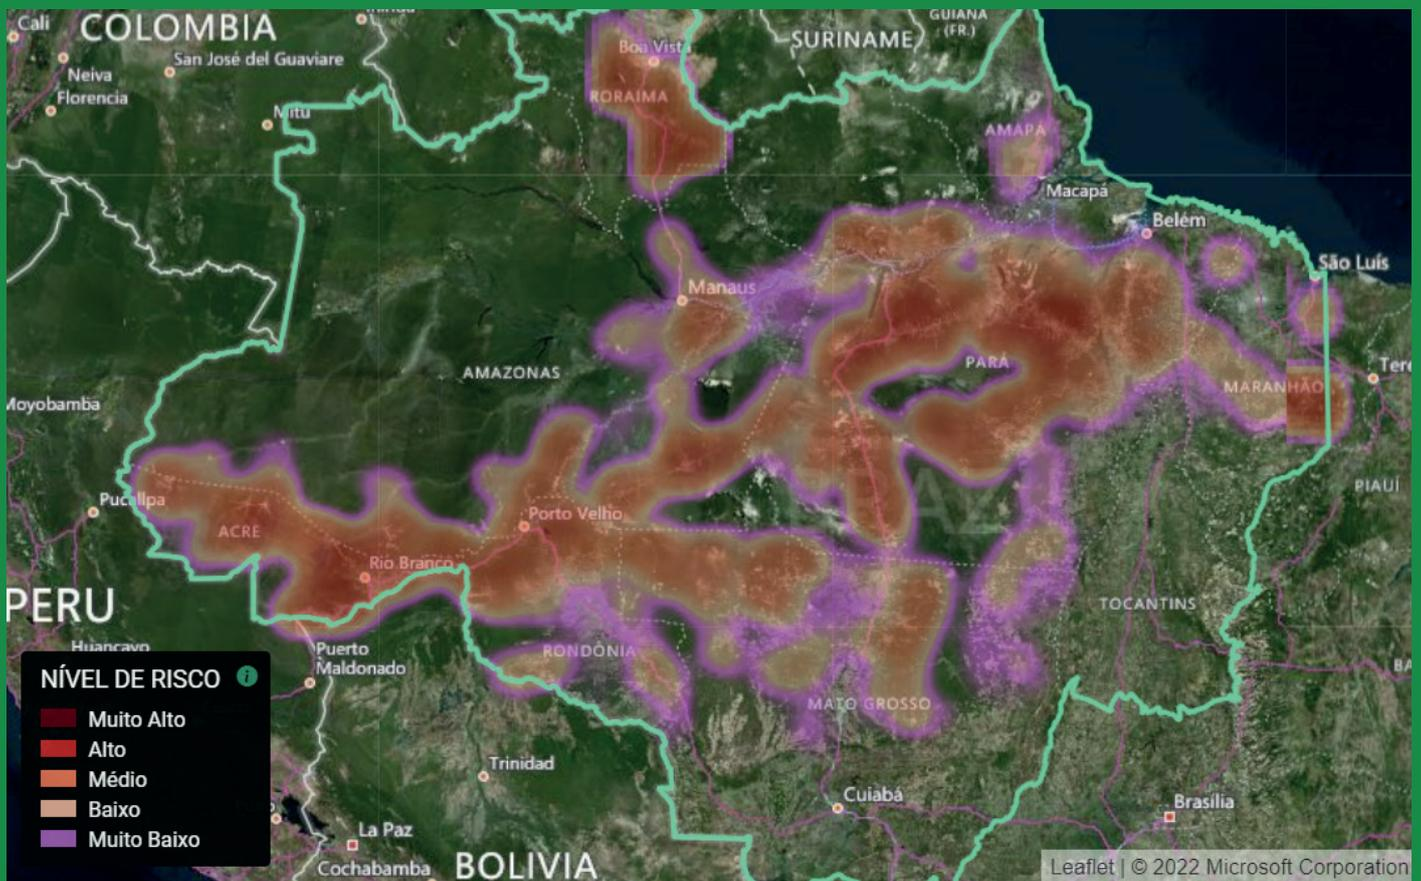 Cali
COLOMBIA
San José del Guaviare
Neiva
Florencia
Mitú
Boa Vista
RORAIMA
SURINAME
GUIANA
(FR.)
AMAPÁ
Macapá
Belém
São Luís
Manaus
AMAZONAS
PARÁ
MARANHÃO
Tere
Moyobamba
Pucallpa
ACRE
Porto Velho
Rio Branco
PIAUÍ
PERU
Huancayo
Puerto
Maldonado
RONDÔNIA
TOCANTINS
MATO GROSSO
BA
NÍVEL DE RISCO
Muito Alto
Alto
Médio
Baixo
Muito Baixo
Trinidad
Cuiabá
Brasília
La Paz
Cochabamba
BOLIVIA
Leaflet | © 2022 Microsoft Corporation